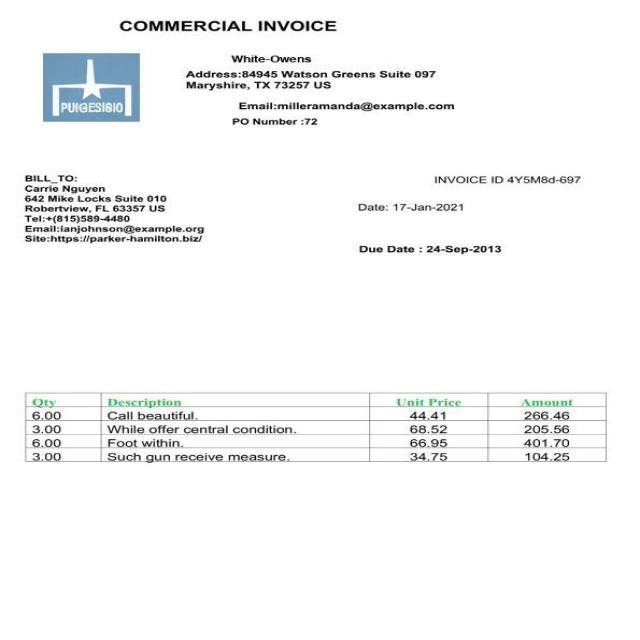 COMMERCIAL INVOICE
White-Owens
Address:84945 Watson Greens Suite 097
Maryshire, TX 73257 US
PUIGESIGIO
Email:milleramanda@example.com
PO Number :72
BILL_TO:
Carrie Nguyen
642 Mike Locks Suite 010
Robertview, FL 63357 US
Tel:+(815)589-4480
Email:ianjohnson@example.org
Site:https://parker-hamilton.biz/
INVOICE ID 4Y5M8d-697
Date: 17-Jan-2021
Due Date : 24-Sep-2013
Qty Description Unit Price Amount
6.00 Call beautiful. 44.41 266.46
3.00 While offer central condition. 68.52 205.56
6.00 Foot within. 66.95 401.70
3.00 Such gun receive measure. 34.75 104.25